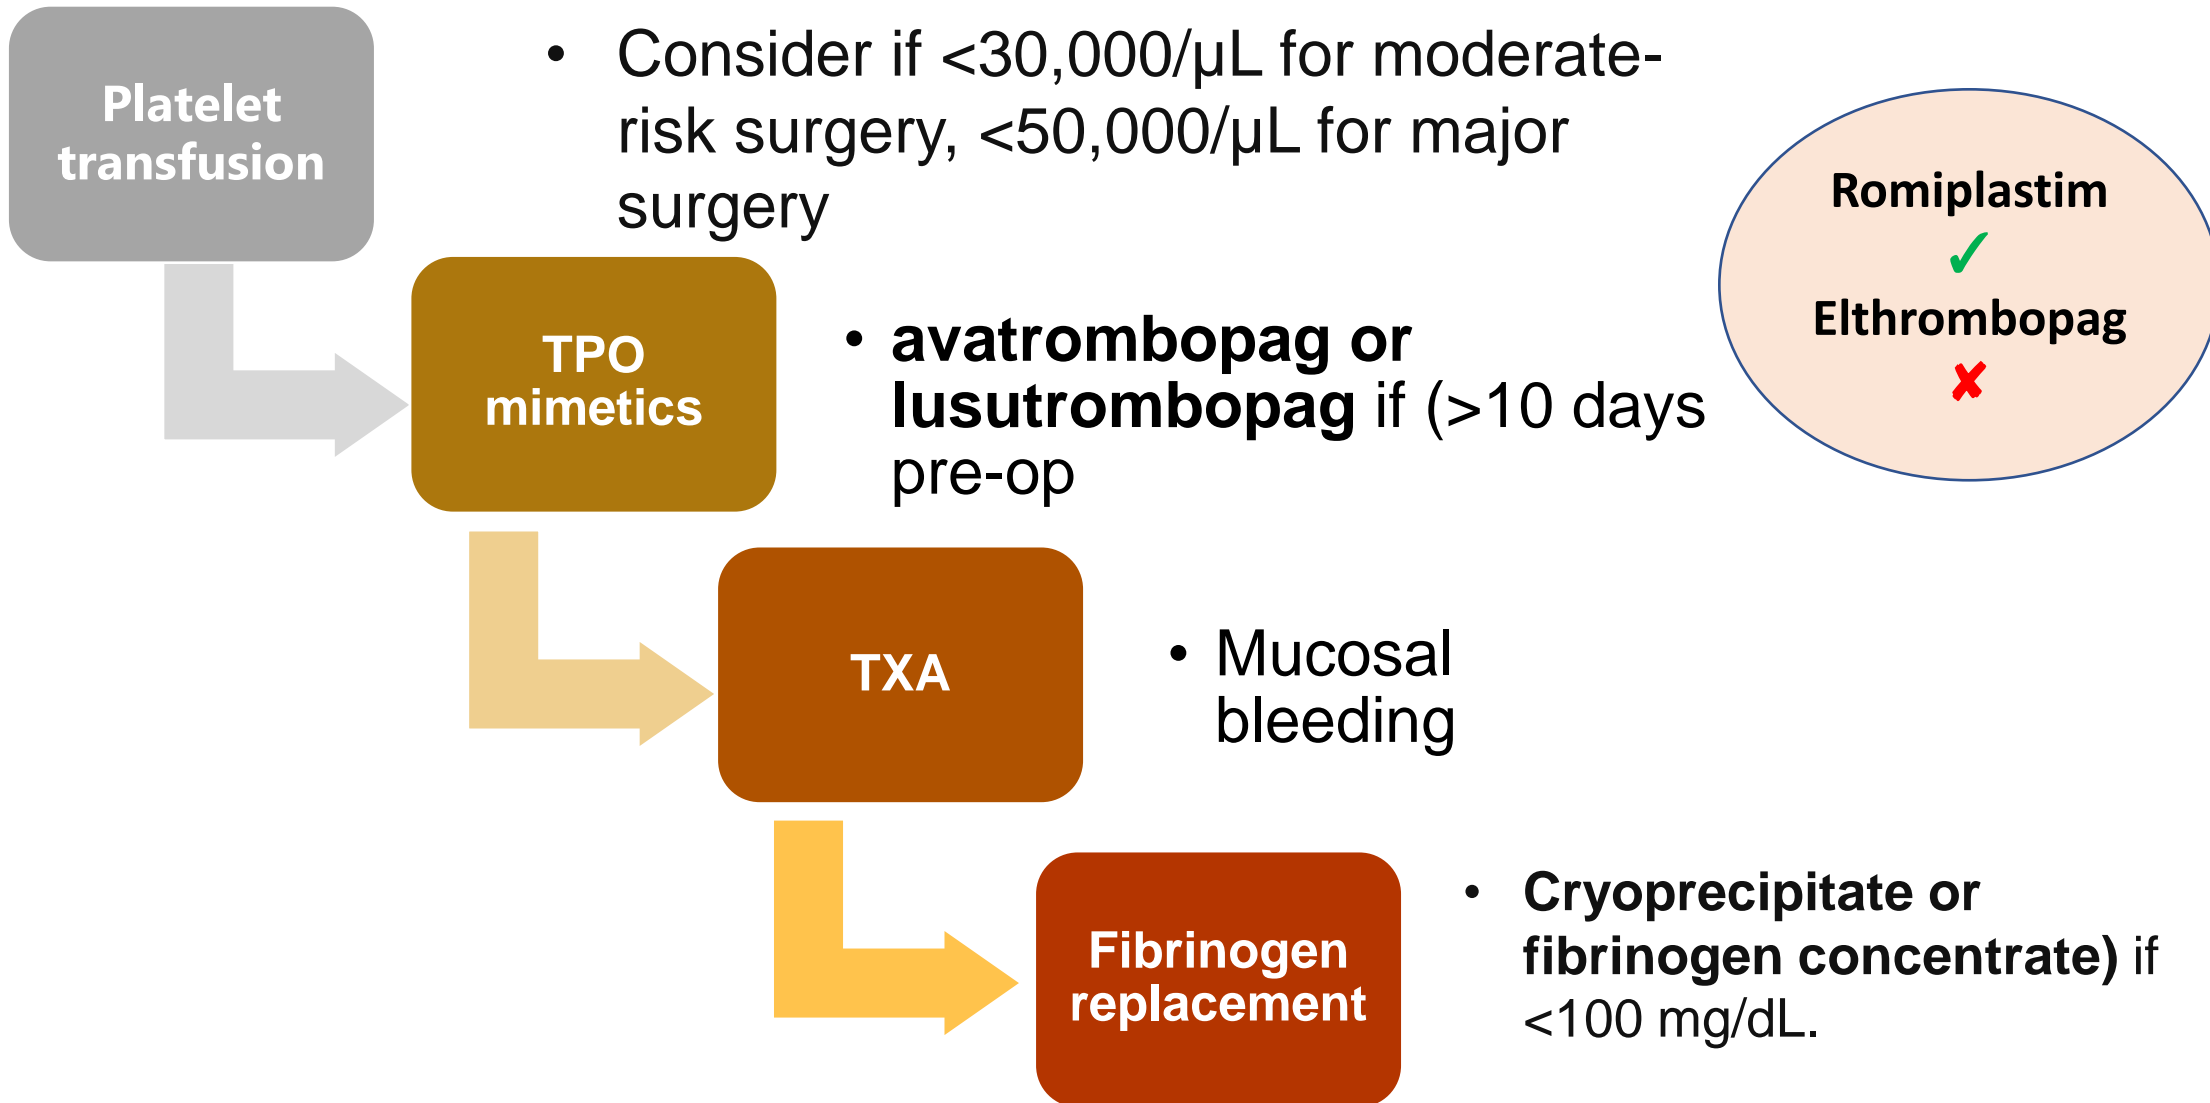 Platelet
transfusion
• Consider if <30,000/µL for moderate-
risk surgery, <50,000/µL for major
surgery
Romiplastim
✓
Elthrombopag
✘
TPO
mimetics
• avatrombopag or
lusutrombopag if (>10 days
pre-op
TXA
• Mucosal
bleeding
Fibrinogen
replacement
• Cryoprecipitate or
fibrinogen concentrate) if
<100 mg/dL.